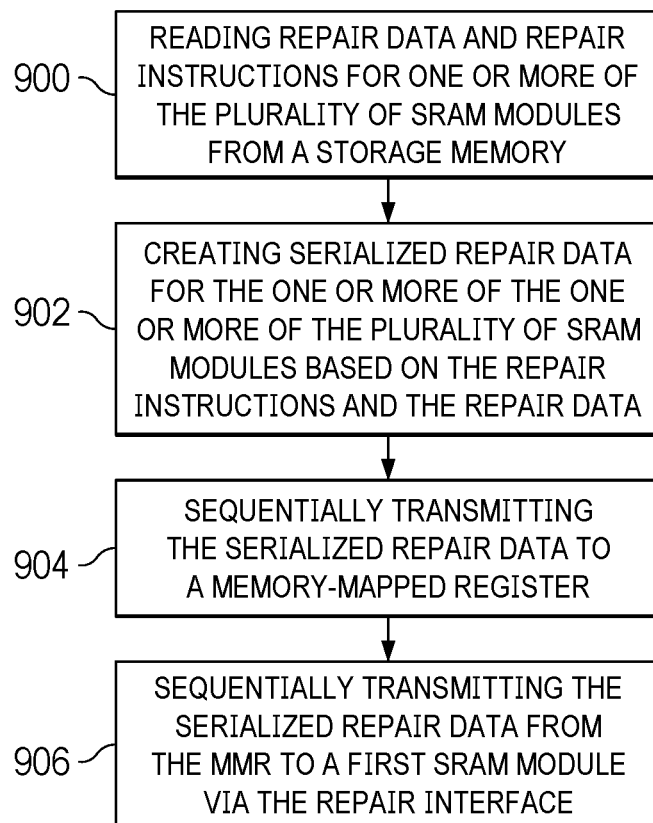 900
READING REPAIR DATA AND REPAIR
INSTRUCTIONS FOR ONE OR MORE OF
THE PLURALITY OF SRAM MODULES
FROM A STORAGE MEMORY
902
CREATING SERIALIZED REPAIR DATA
FOR THE ONE OR MORE OF THE ONE
OR MORE OF THE PLURALITY OF SRAM
MODULES BASED ON THE REPAIR
INSTRUCTIONS AND THE REPAIR DATA
904
SEQUENTIALLY TRANSMITTING
THE SERIALIZED REPAIR DATA TO
A MEMORY-MAPPED REGISTER
906
SEQUENTIALLY TRANSMITTING THE
SERIALIZED REPAIR DATA FROM
THE MMR TO A FIRST SRAM MODULE
VIA THE REPAIR INTERFACE